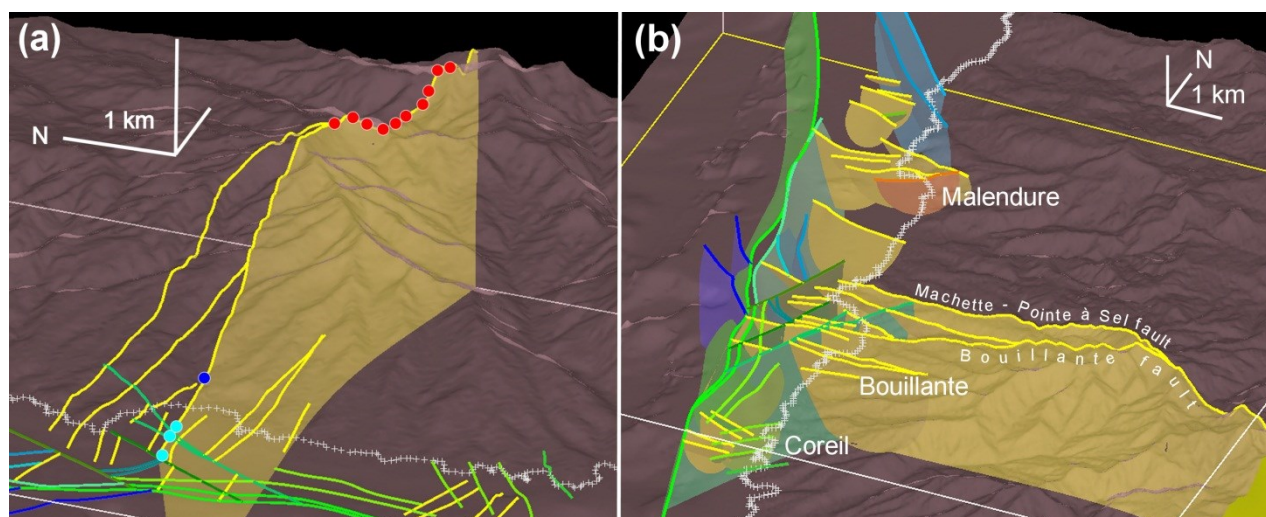 (a)
N
1 km
(b)
N
1 km
Malendure
Machette - Pointe à Sel fault
Bouillante fault
Bouillante
Coreil